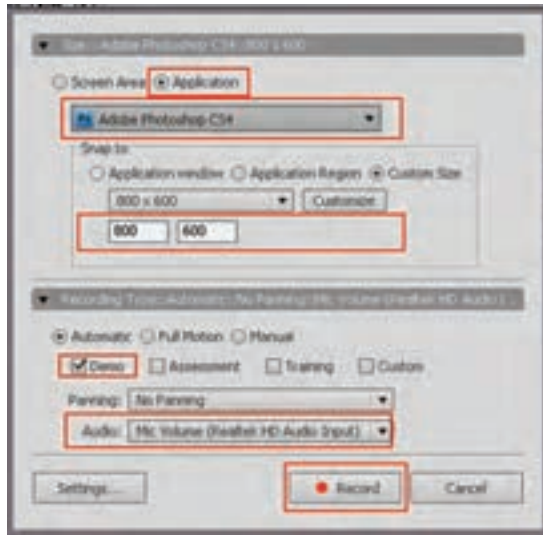 Size: Adobe Photoshop CS4: 800 x 600
Screen Area Application
Ps Adobe Photoshop CS4
Snap to:
Application window Application Region Custom Size
800 x 600 Customize
800 600
Recording Type: Automatic: No Panning: Mic Volume (Realtek HD Audio I...
Automatic Full Motion Manual
Demo Assessment Training Custom
Panning: No Panning
Audio: Mic Volume (Realtek HD Audio Input)
Settings... Record Cancel